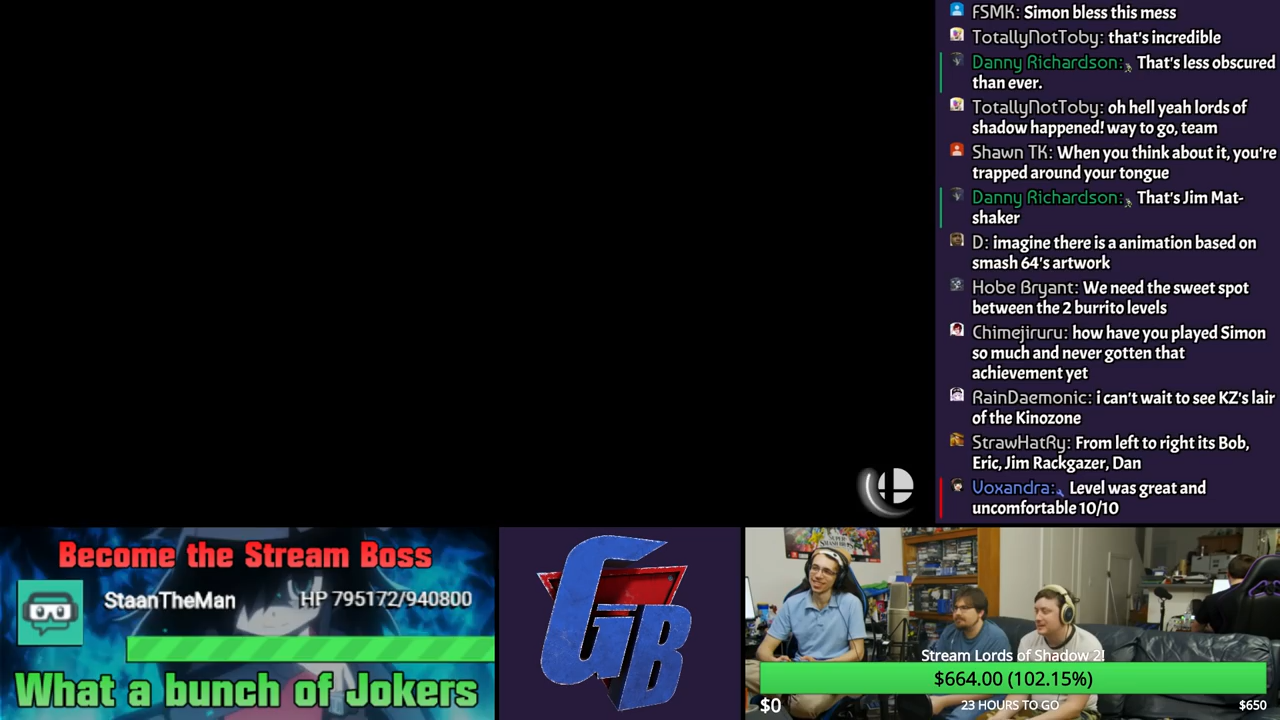 FSMK: Simon bless this mess
TotallyNotToby: that's incredible
Danny Richardson: That's less obscured
than ever.
TotallyNotToby: oh hell yeah lords of
shadow happened! way to go, team
Shawn TK: When you think about it, you're
trapped around your tongue
Danny Richardson: That's Jim Mat-
shaker
D: imagine there is a animation based on
smash 64's artwork
Hobe Bryant: We need the sweet spot
between the 2 burrito levels
Chimejiruru: how have you played Simon
so much and never gotten that
achievement yet
RainDaemonic: i can't wait to see KZ's lair
of the Kinozone
StrawHatRy: From left to right its Bob,
Eric, Jim Rackgazer, Dan
Voxandra: Level was great and
uncomfortable 10/10
Become the Stream Boss
StaanTheMan HP 795172/940800
What a bunch of Jokers
GB
Stream Lords of Shadow 2!
$664.00 (102.15%)
$0 23 HOURS TO GO $650